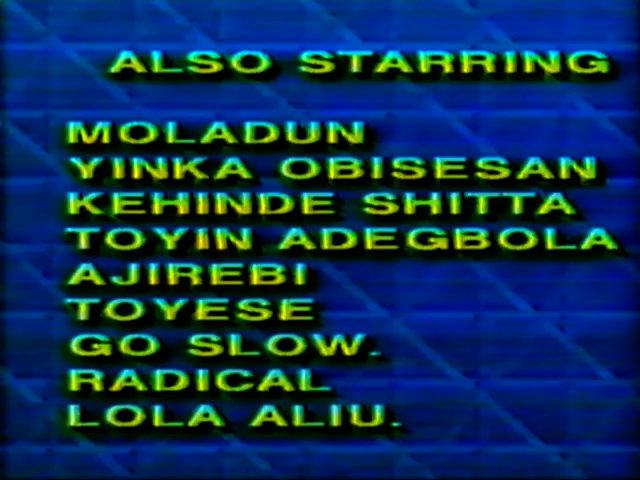 ALSO STARRING
MOLADUN
YINKA OBISESAN
KEHINDE SHITTA
TOYIN ADEGBOLA
AJIREBI
TOYESE
GO SLOW.
RADICAL
LOLA ALIU.